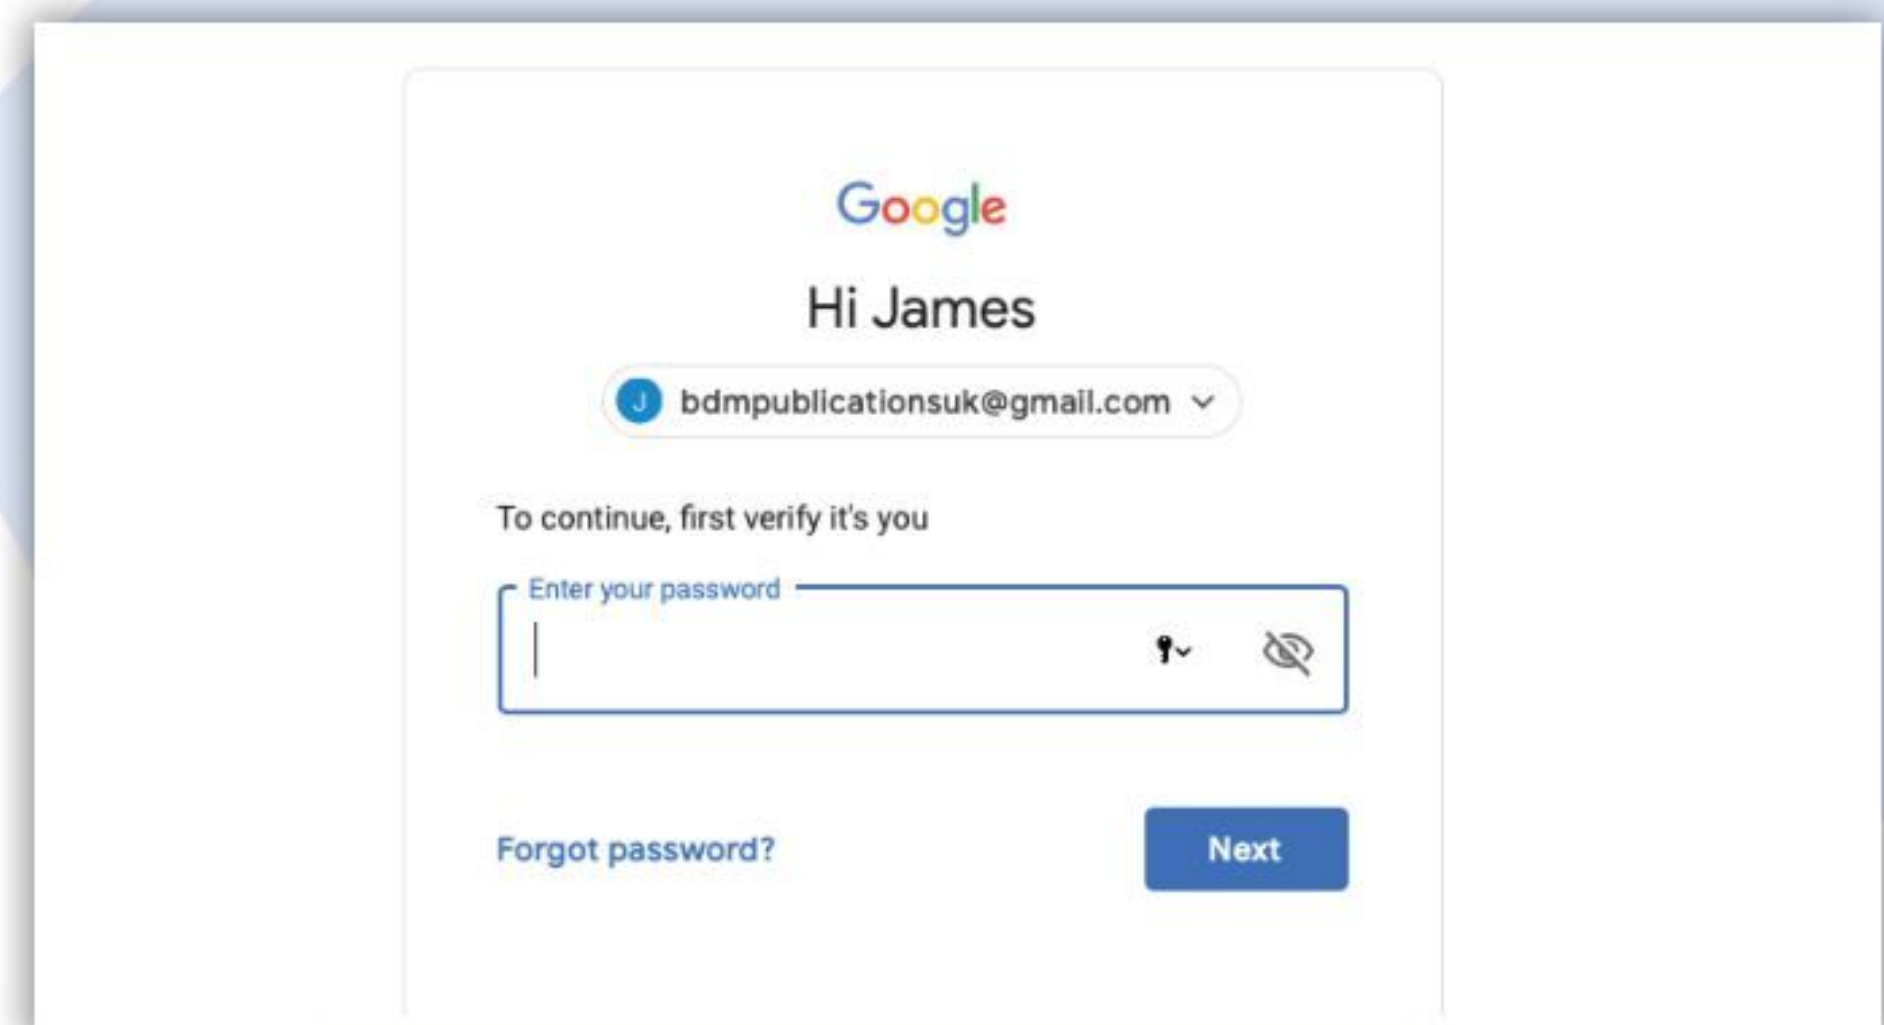 Google
Hi James
J bdmpublicationsuk@gmail.com
To continue, first verify it's you
Enter your password
Forgot password?
Next